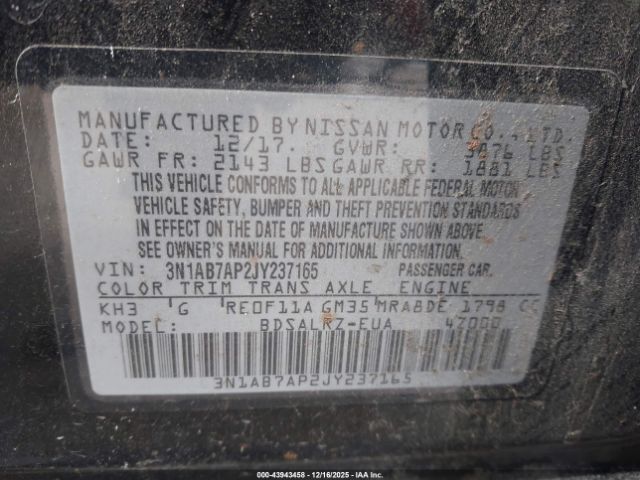 MANUFACTURED BY NISSAN MOTOR CO., LTD.
DATE: 12/17. GVWR: 3876 LBS
GAWR FR: 2143 LBS GAWR RR: 1881 LBS
THIS VEHICLE CONFORMS TO ALL APPLICABLE FEDERAL MOTOR
VEHICLE SAFETY, BUMPER AND THEFT PREVENTION STANDARDS
IN EFFECT ON THE DATE OF MANUFACTURE SHOWN ABOVE.
SEE OWNER'S MANUAL FOR ADDITIONAL INFORMATION.
VIN: 3N1AB7AP2JY237165 PASSENGER CAR.
COLOR TRIM TRANS AXLE ENGINE
KH3 G RE0F11A GM35 MRA8DE 1798 CC
MODEL: BDSALRZ-EUA 4Z000
3N1AB7AP2JY237165
000-43943458 - 12/16/2025 - IAA Inc.